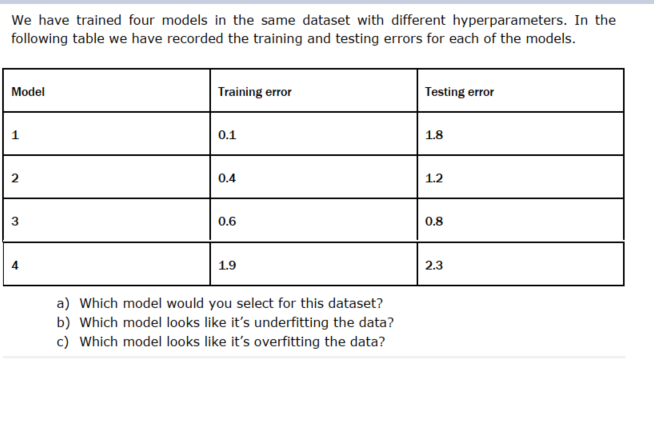 We have trained four models in the same dataset with different hyperparameters. In the
following table we have recorded the training and testing errors for each of the models.
Model Training error Testing error
1 0.1 1.8
2 0.4 1.2
3 0.6 0.8
4 1.9 2.3
a) Which model would you select for this dataset?
b) Which model looks like it’s underfitting the data?
c) Which model looks like it’s overfitting the data?